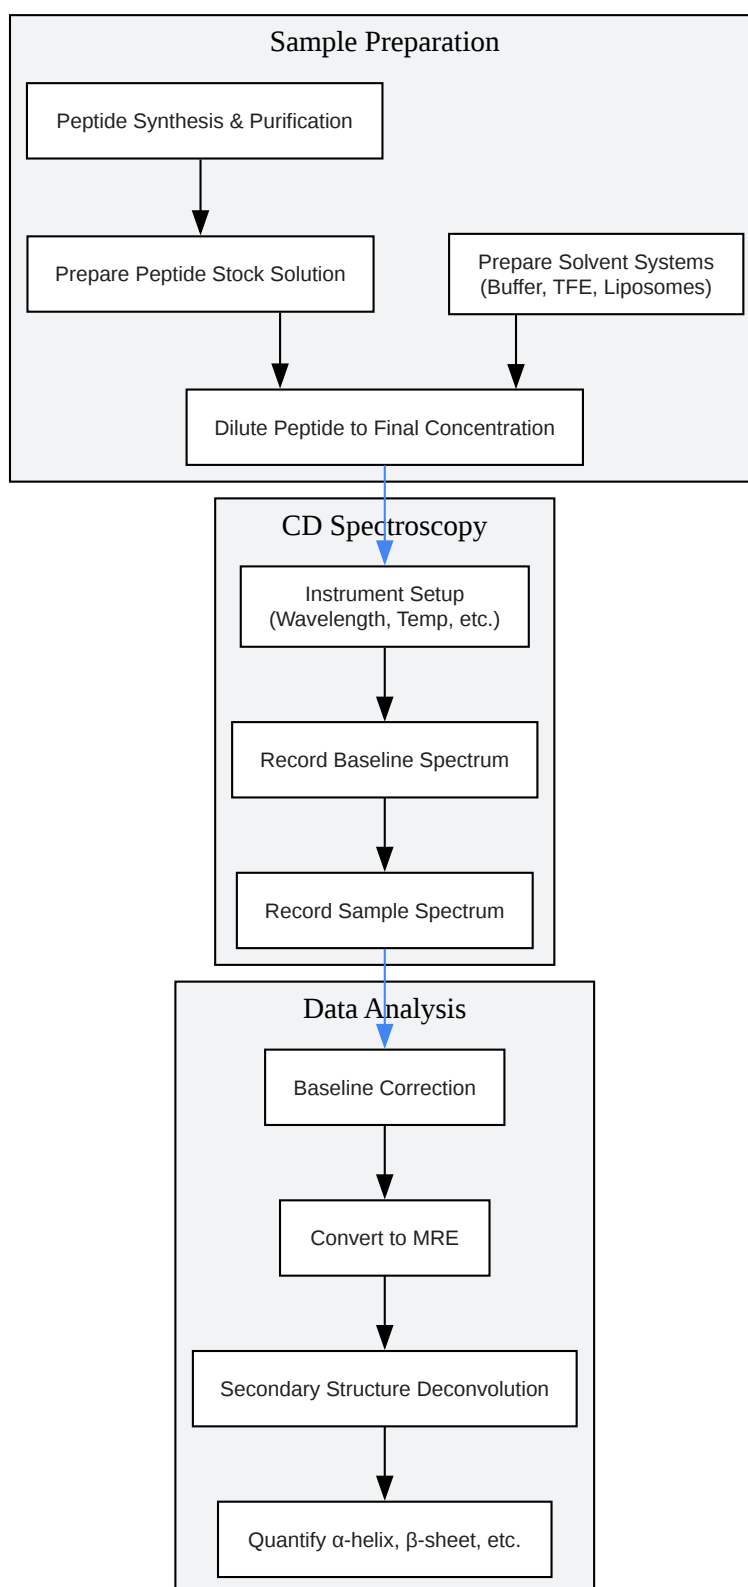 Sample Preparation
Peptide Synthesis & Purification
Prepare Peptide Stock Solution
Prepare Solvent Systems
(Buffer, TFE, Liposomes)
Dilute Peptide to Final Concentration
CD Spectroscopy
Instrument Setup
(Wavelength, Temp, etc.)
Record Baseline Spectrum
Record Sample Spectrum
Data Analysis
Baseline Correction
Convert to MRE
Secondary Structure Deconvolution
Quantify α-helix, β-sheet, etc.